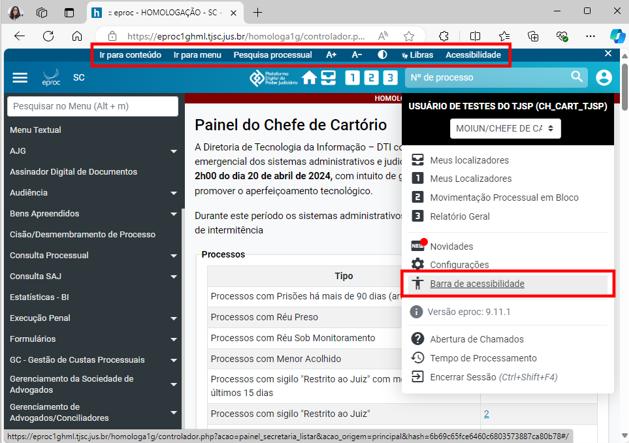 :: eproc - HOMOLOGAÇÃO - SC -
https://eproc1ghml.tjsc.jus.br/homologa1g/controlador.p...
Ir para conteúdo Ir para menu Pesquisa processual A+ A- Libras Acessibilidade
eproc SC Plataforma Digital do Poder Judiciário 1 2 3 Nº de processo
HOMOLO
Pesquisar no Menu (Alt + m)
Menu Textual
AJG
Assinador Digital de Documentos
Audiência
Bens Apreendidos
Cisão/Desmembramento de Processo
Consulta Processual
Consulta SAJ
Estatísticas - BI
Execução Penal
Formulários
GC - Gestão de Custas Processuais
Gerenciamento da Sociedade de
Advogados
Gerenciamento de
Advogados/Conciliadores
Painel do Chefe de Cartório
A Diretoria de Tecnologia da Informação – DTI co
emergencial dos sistemas administrativos e judic
2h00 do dia 20 de abril de 2024, com intuito de g
promover o aperfeiçoamento tecnológico.
Durante este período os sistemas administrativos
de intermitência
Processos
Tipo
Processos com Prisões há mais de 90 dias (ar
Processos com Réu Preso
Processos com Réu Sob Monitoramento
Processos com Menor Acolhido
Processos com sigilo "Restrito ao Juiz" com m
últimos 15 dias
Processos com sigilo "Restrito ao Juiz" 2
USUÁRIO DE TESTES DO TJSP (CH_CART_TJSP)
MOIUN/CHEFE DE CA
Meus localizadores
1 Meus Localizadores
2 Movimentação Processual em Bloco
3 Relatório Geral
Novidades
Configurações
Barra de acessibilidade
Versão eproc: 9.11.1
Abertura de Chamados
Tempo de Processamento
Encerrar Sessão (Ctrl+Shift+F4)
https://eproc1ghml.tjsc.jus.br/homologa1g/controlador.php?acao=painel_secretaria_listar&acao_origem=principal&hash=6b69c65fce6460c6803573887ca80b78#/